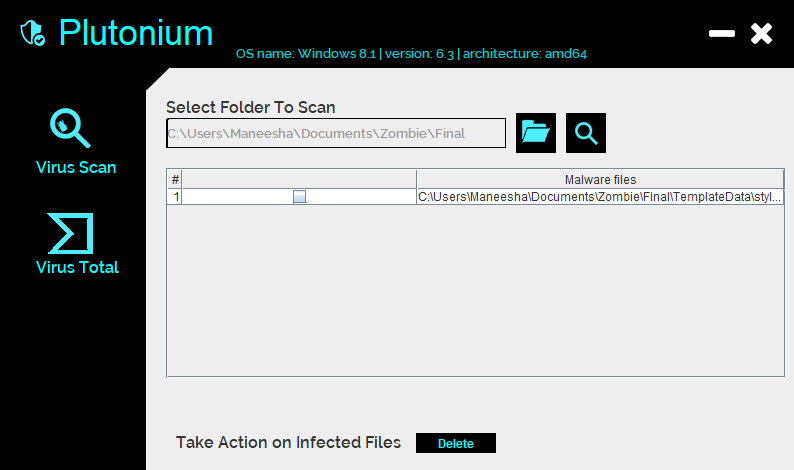 Plutonium
OS name: Windows 8.1 | version: 6.3 | architecture: amd64
Virus Scan
Virus Total
Select Folder To Scan
C:\Users\Maneesha\Documents\Zombie\Final
# Malware files
1 C:\Users\Maneesha\Documents\Zombie\Final\TemplateData\styl...
Take Action on Infected Files Delete